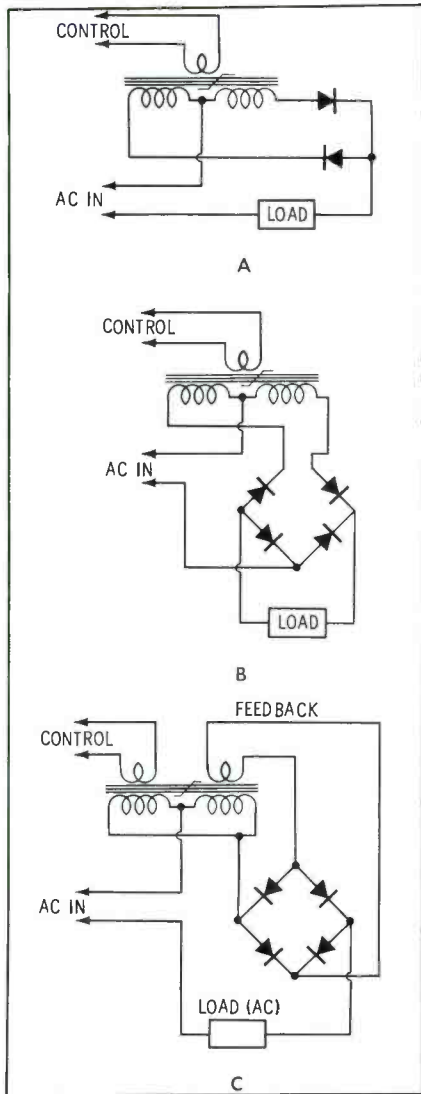 CONTROL
AC IN
LOAD
A
CONTROL
AC IN
LOAD
B
FEEDBACK
CONTROL
AC IN
LOAD (AC)
C